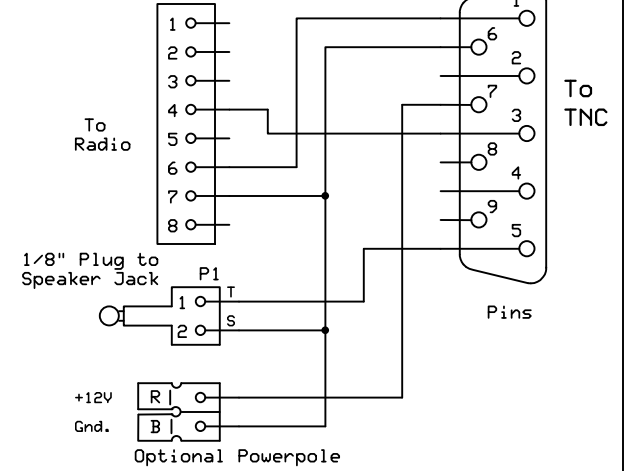 1
2
3
4
5
6
7
8
To
Radio
1
6
2
7
3
8
4
9
5
To
TNC
Pins
1/8" Plug to
Speaker Jack
P1
1
T
2
S
+12V
R
Gnd.
B
Optional Powerpole